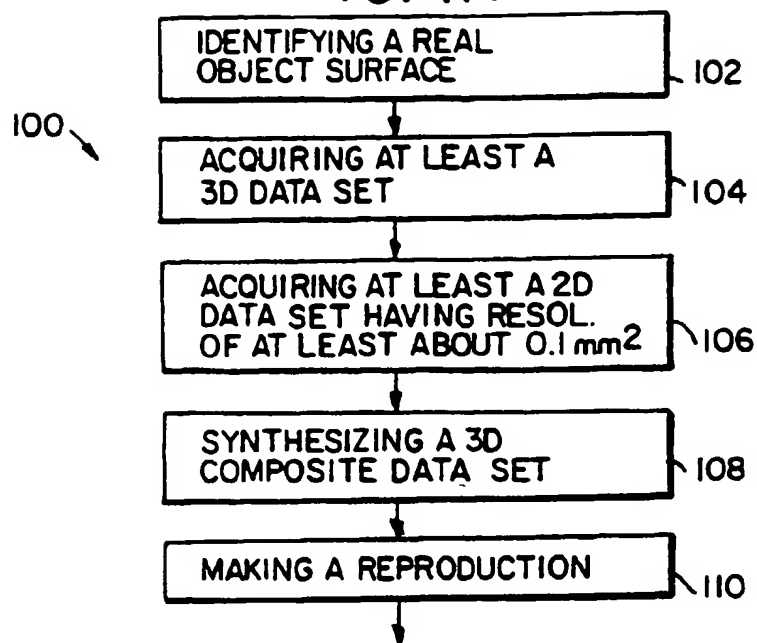 IDENTIFYING A REAL
OBJECT SURFACE
102
100
ACQUIRING AT LEAST A
3D DATA SET
104
ACQUIRING AT LEAST A 2D
DATA SET HAVING RESOL.
OF AT LEAST ABOUT 0.1 mm2
106
SYNTHESIZING A 3D
COMPOSITE DATA SET
108
MAKING A REPRODUCTION
110